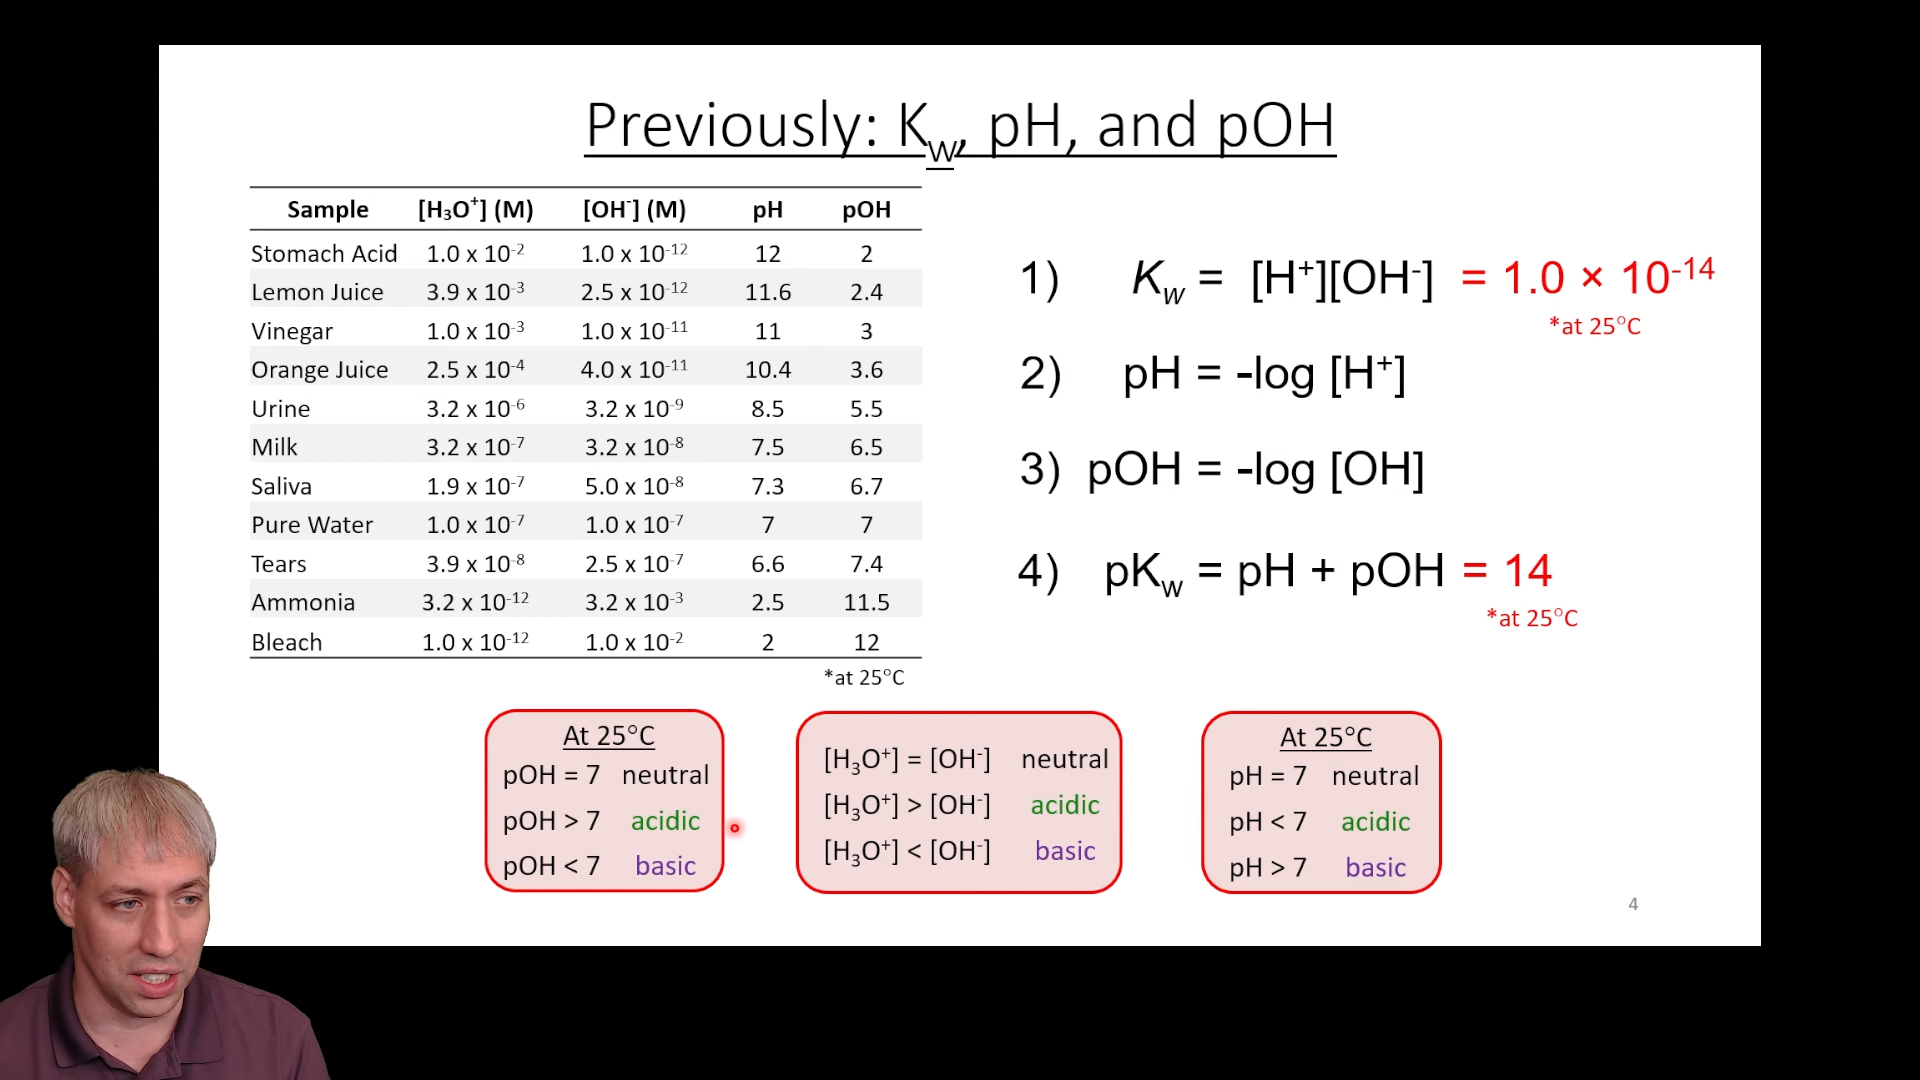 Previously: Kw, pH, and pOH
Sample [H₃O⁺] (M) [OH⁻] (M) pH pOH
Stomach Acid 1.0 x 10⁻² 1.0 x 10⁻¹² 12 2
Lemon Juice 3.9 x 10⁻³ 2.5 x 10⁻¹² 11.6 2.4
Vinegar 1.0 x 10⁻³ 1.0 x 10⁻¹¹ 11 3
Orange Juice 2.5 x 10⁻⁴ 4.0 x 10⁻¹¹ 10.4 3.6
Urine 3.2 x 10⁻⁶ 3.2 x 10⁻⁹ 8.5 5.5
Milk 3.2 x 10⁻⁷ 3.2 x 10⁻⁸ 7.5 6.5
Saliva 1.9 x 10⁻⁷ 5.0 x 10⁻⁸ 7.3 6.7
Pure Water 1.0 x 10⁻⁷ 1.0 x 10⁻⁷ 7 7
Tears 3.9 x 10⁻⁸ 2.5 x 10⁻⁷ 6.6 7.4
Ammonia 3.2 x 10⁻¹² 3.2 x 10⁻³ 2.5 11.5
Bleach 1.0 x 10⁻¹² 1.0 x 10⁻² 2 12
*at 25°C
1) Kw = [H⁺][OH⁻] = 1.0 × 10⁻¹⁴
*at 25°C
2) pH = -log [H⁺]
3) pOH = -log [OH]
4) pKw = pH + pOH = 14
*at 25°C
At 25°C
pOH = 7 neutral
pOH > 7 acidic
pOH < 7 basic
[H₃O⁺] = [OH⁻] neutral
[H₃O⁺] > [OH⁻] acidic
[H₃O⁺] < [OH⁻] basic
At 25°C
pH = 7 neutral
pH < 7 acidic
pH > 7 basic
4